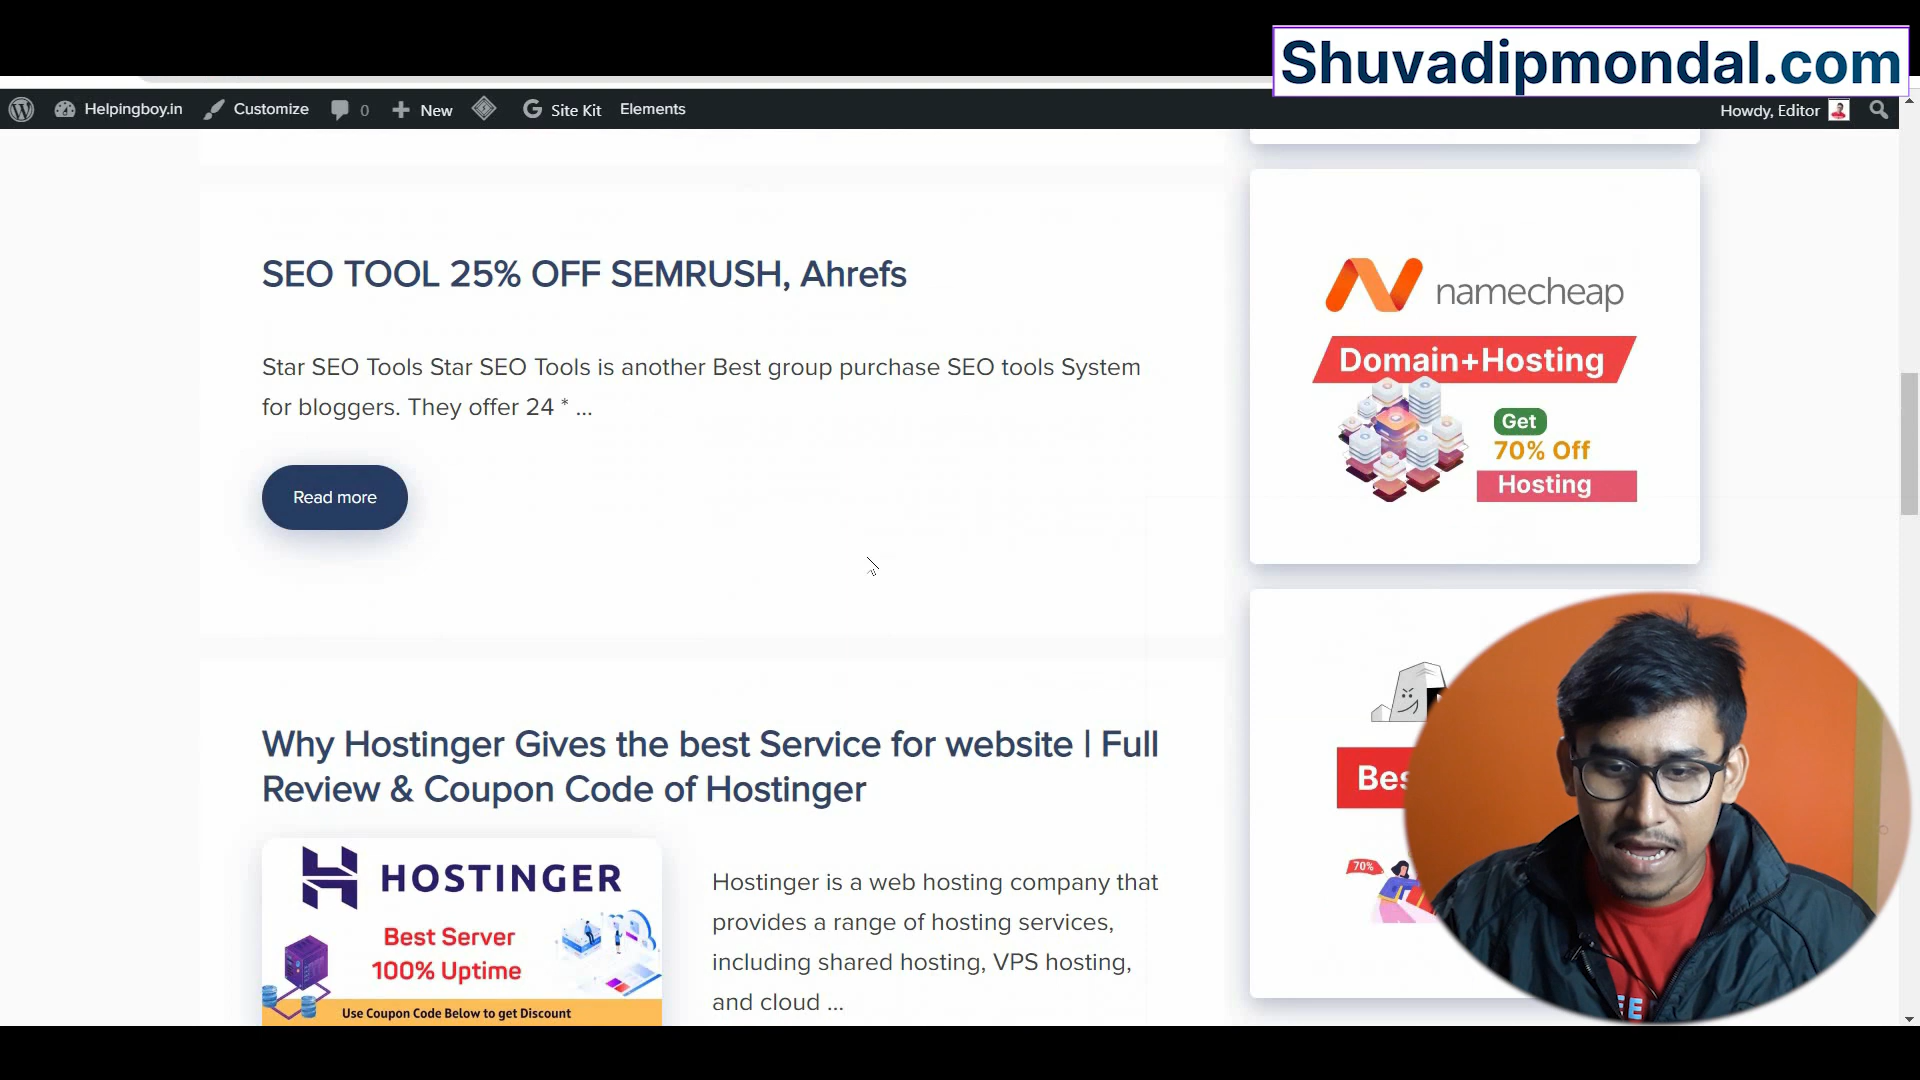 Shuvadipmondal.com
Helpingboy.in Customize 0 New Site Kit Elements Howdy, Editor
SEO TOOL 25% OFF SEMRUSH, Ahrefs
Star SEO Tools Star SEO Tools is another Best group purchase SEO tools System
for bloggers. They offer 24 * ...
Read more
namecheap
Domain+Hosting
Get
70% Off
Hosting
Why Hostinger Gives the best Service for website | Full
Review & Coupon Code of Hostinger
HOSTINGER
Best Server
100% Uptime
Use Coupon Code Below to get Discount
Hostinger is a web hosting company that
provides a range of hosting services,
including shared hosting, VPS hosting,
and cloud ...
70%